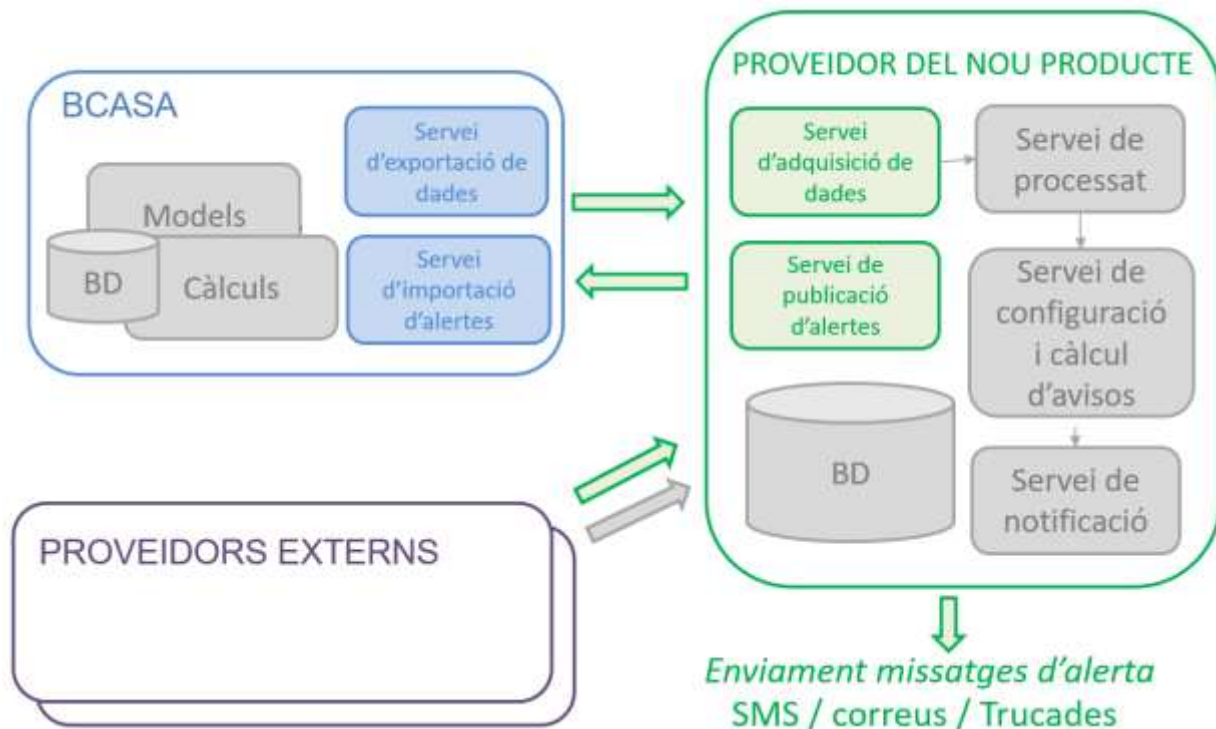 BCASA
Servei
d'exportació de
dades
Models
BD
Càlculs
Servei
d'importació
d'alertes
PROVEIDORS EXTERNS
PROVEIDOR DEL NOU PRODUCTE
Servei
d'adquisició de
dades
Servei de
processat
Servei de
publicació
d'alertes
Servei de
configuració
i càlcul
d'avisos
BD
Servei de
notificació
Enviament missatges d'alerta
SMS / correus / Trucades